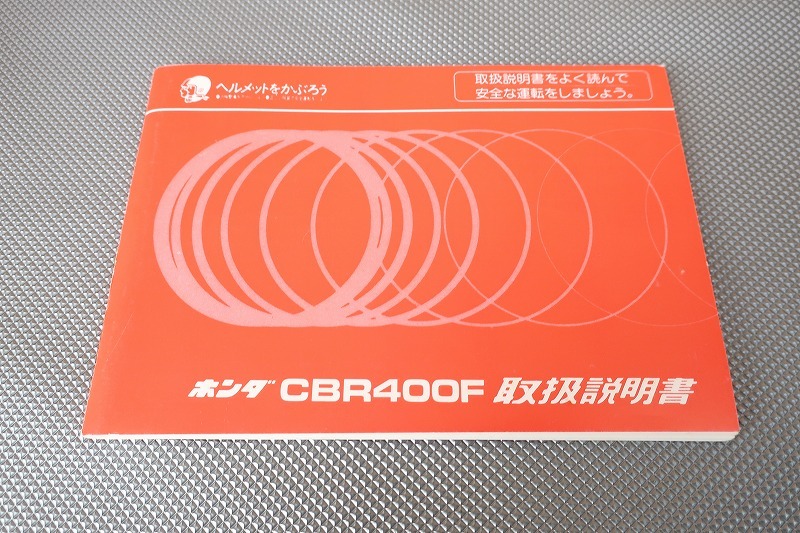 ヘルメットをかぶろう
取扱説明書をよく読んで
安全な運転をしましょう。
ホンダ CBR400F 取扱説明書